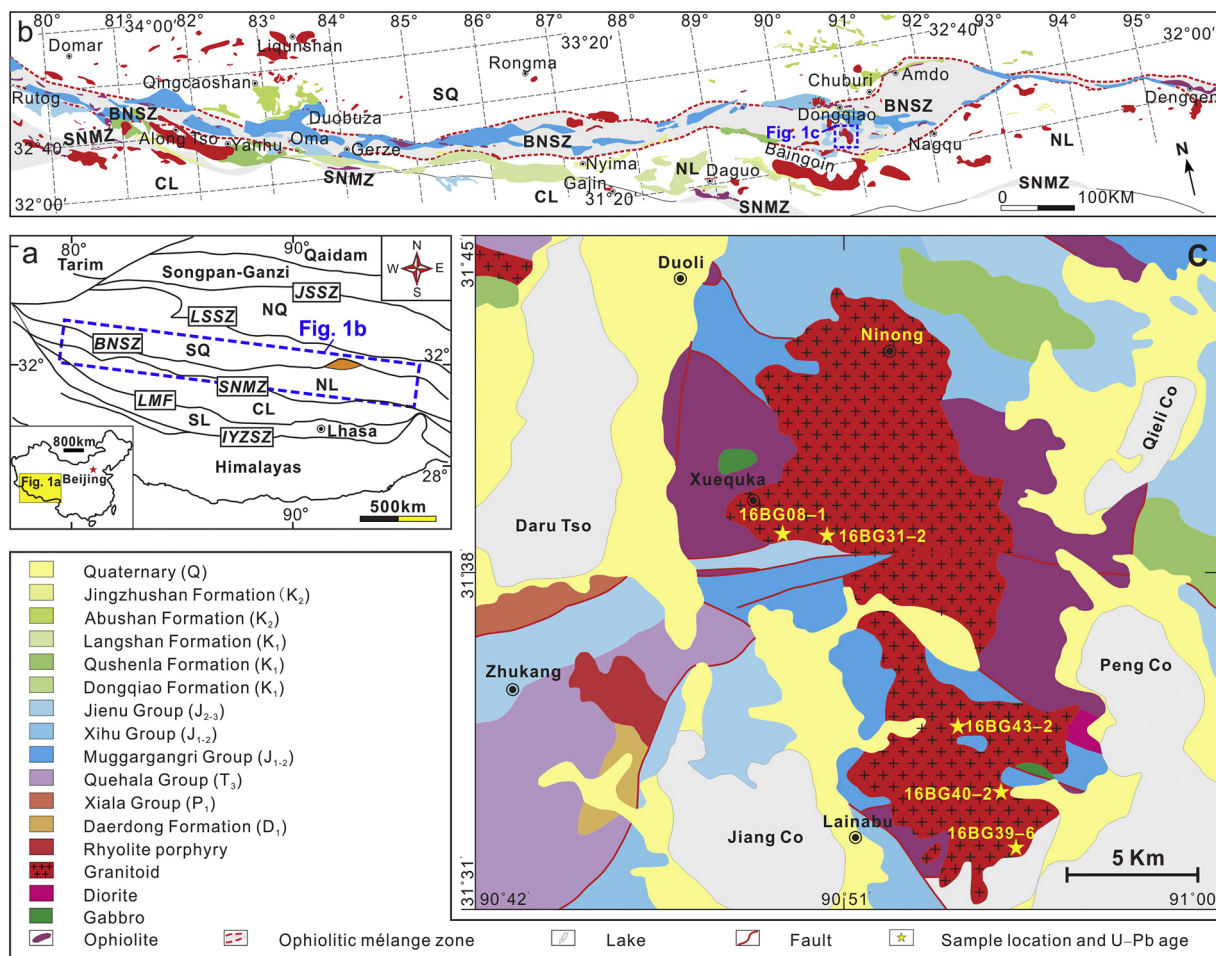 b
80°
81°
82°
83°
84°
85°
86°
87°
88°
89°
90°
91°
92°
93°
94°
95°
34°00′
33°20′
32°40′
32°00′
Domar
Liqunshan
Qingcaoshan
Rongma
SQ
Chuburi
Amdo
Rutog
BNSZ
Duobuza
Dongqiao
BNSZ
Denggen
SNMZ
Along Tso
Yanhu
Oma
Gerze
BNSZ
Fig. 1c
Baingoin
Nagqu
NL
32°40′
CL
SNMZ
Nyima
NL
Daguo
N
32°00′
CL
Gajin
31°20′
SNMZ
SNMZ
0
100KM
a
80°
90°
Tarim
Qaidam
N
W
E
S
Songpan-Ganzi
JSSZ
LSSZ
NQ
Fig. 1b
BNSZ
SQ
32°
32°
SNMZ
NL
LMF
CL
SL
IYZSZ
Lhasa
Himalayas
28°
800km
Fig. 1a
Beijing
90°
500km
C
31°45′
Duoli
Ninong
Qieli Co
Xuequka
Daru Tso
16BG08–1
16BG31–2
31°38′
Zhukang
Peng Co
16BG43–2
16BG40–2
Jiang Co
Lainabu
16BG39–6
5 Km
31°31′
90°42′
90°51′
91°00′
Quaternary (Q)
Jingzhushan Formation (K2)
Abushan Formation (K2)
Langshan Formation (K1)
Qushenla Formation (K1)
Dongqiao Formation (K1)
Jienu Group (J2-3)
Xihu Group (J1-2)
Muggargangri Group (J1-2)
Quehala Group (T3)
Xiala Group (P1)
Daerdong Formation (D1)
Rhyolite porphyry
Granitoid
Diorite
Gabbro
Ophiolite
Ophiolitic mélange zone
Lake
Fault
Sample location and U–Pb age